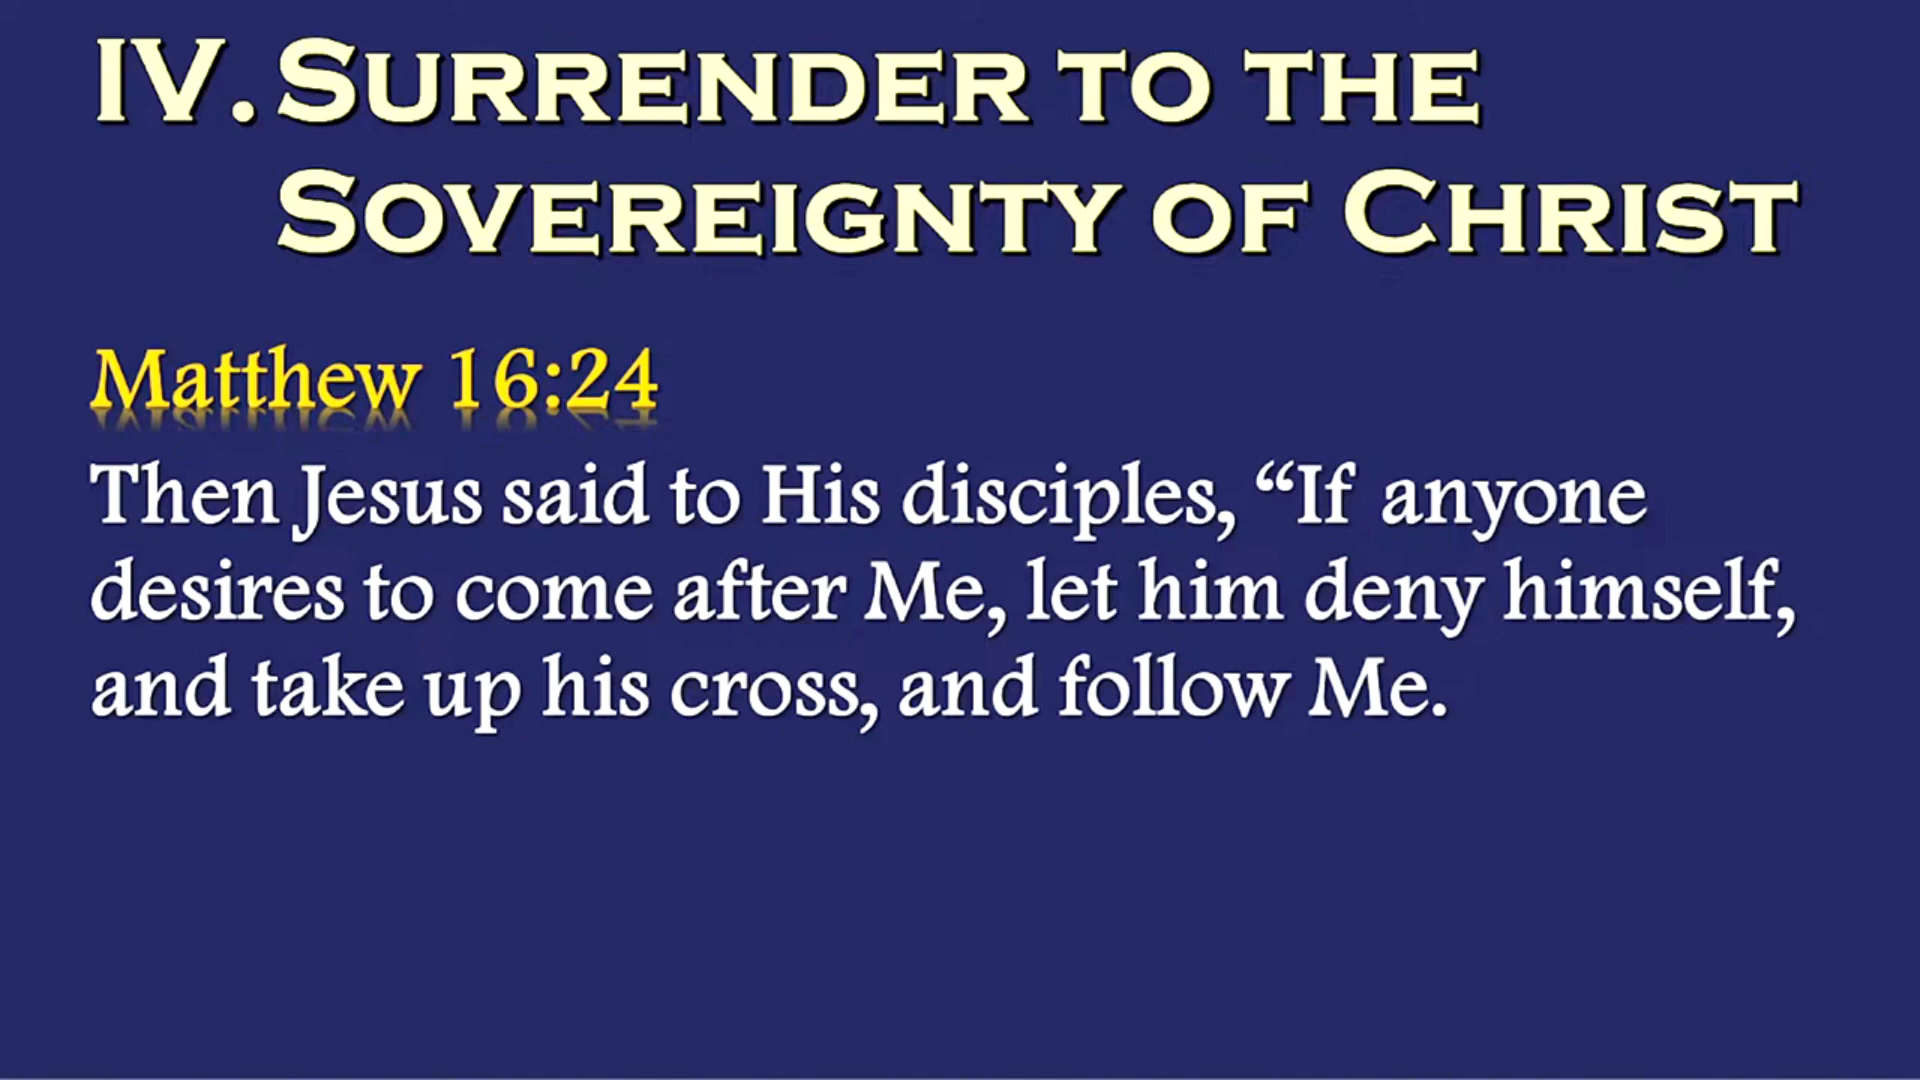 IV. Surrender to the
Sovereignty of Christ
Matthew 16:24
Then Jesus said to His disciples, “If anyone
desires to come after Me, let him deny himself,
and take up his cross, and follow Me.